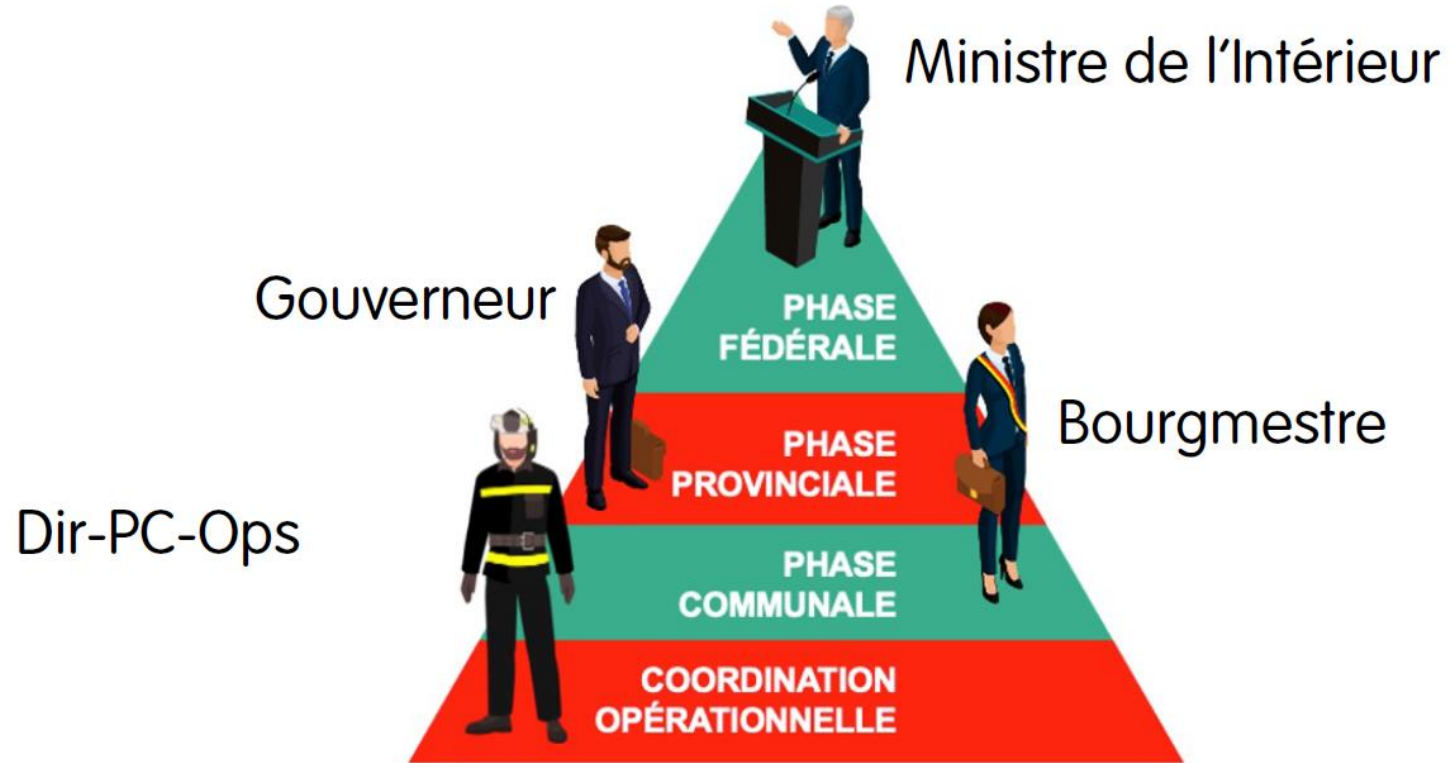 Ministre de l'Intérieur
Gouverneur
PHASE
FÉDÉRALE
Bourgmestre
PHASE
PROVINCIALE
Dir-PC-Ops
PHASE
COMMUNALE
COORDINATION
OPÉRATIONNELLE